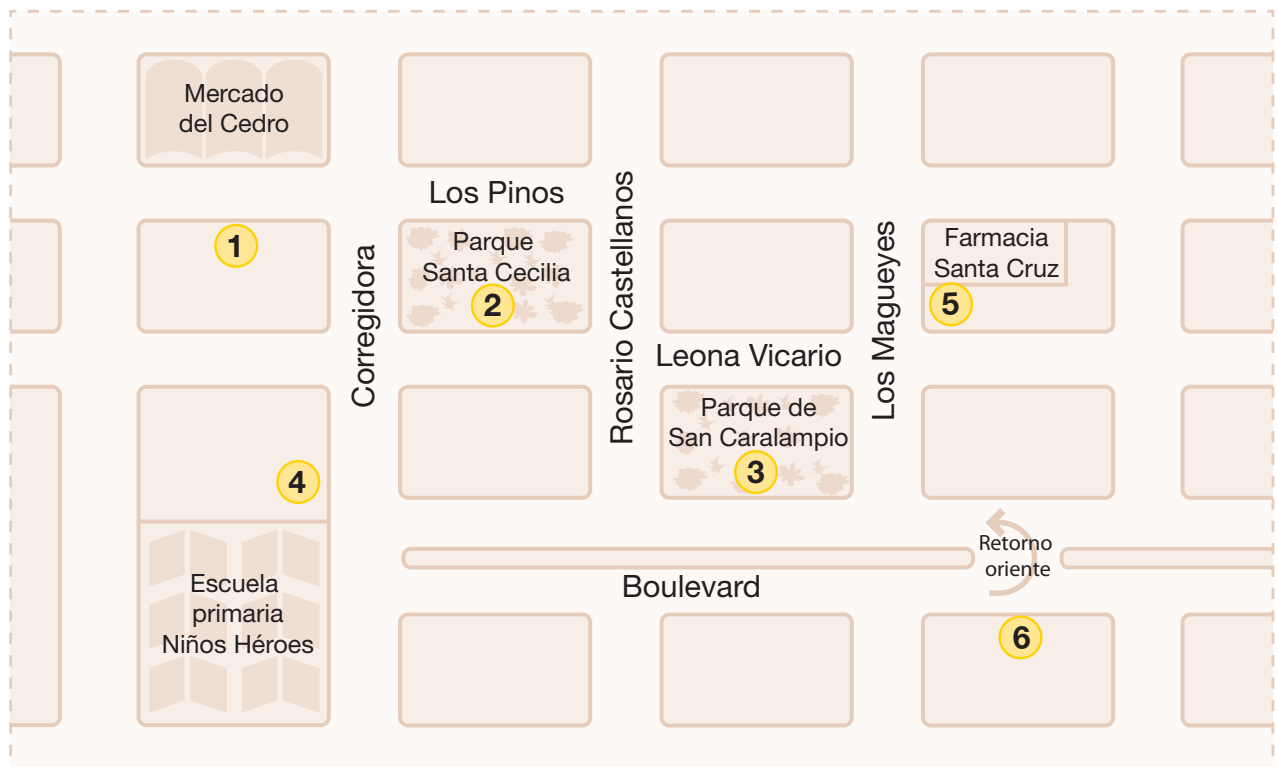 Mercado
del Cedro
Los Pinos
1
Parque
Santa Cecilia
2
Corregidora
Rosario Castellanos
Los Magueyes
Farmacia
Santa Cruz
5
Leona Vicario
Parque de
San Caralampio
3
4
Escuela
primaria
Niños Héroes
Retorno
oriente
Boulevard
6